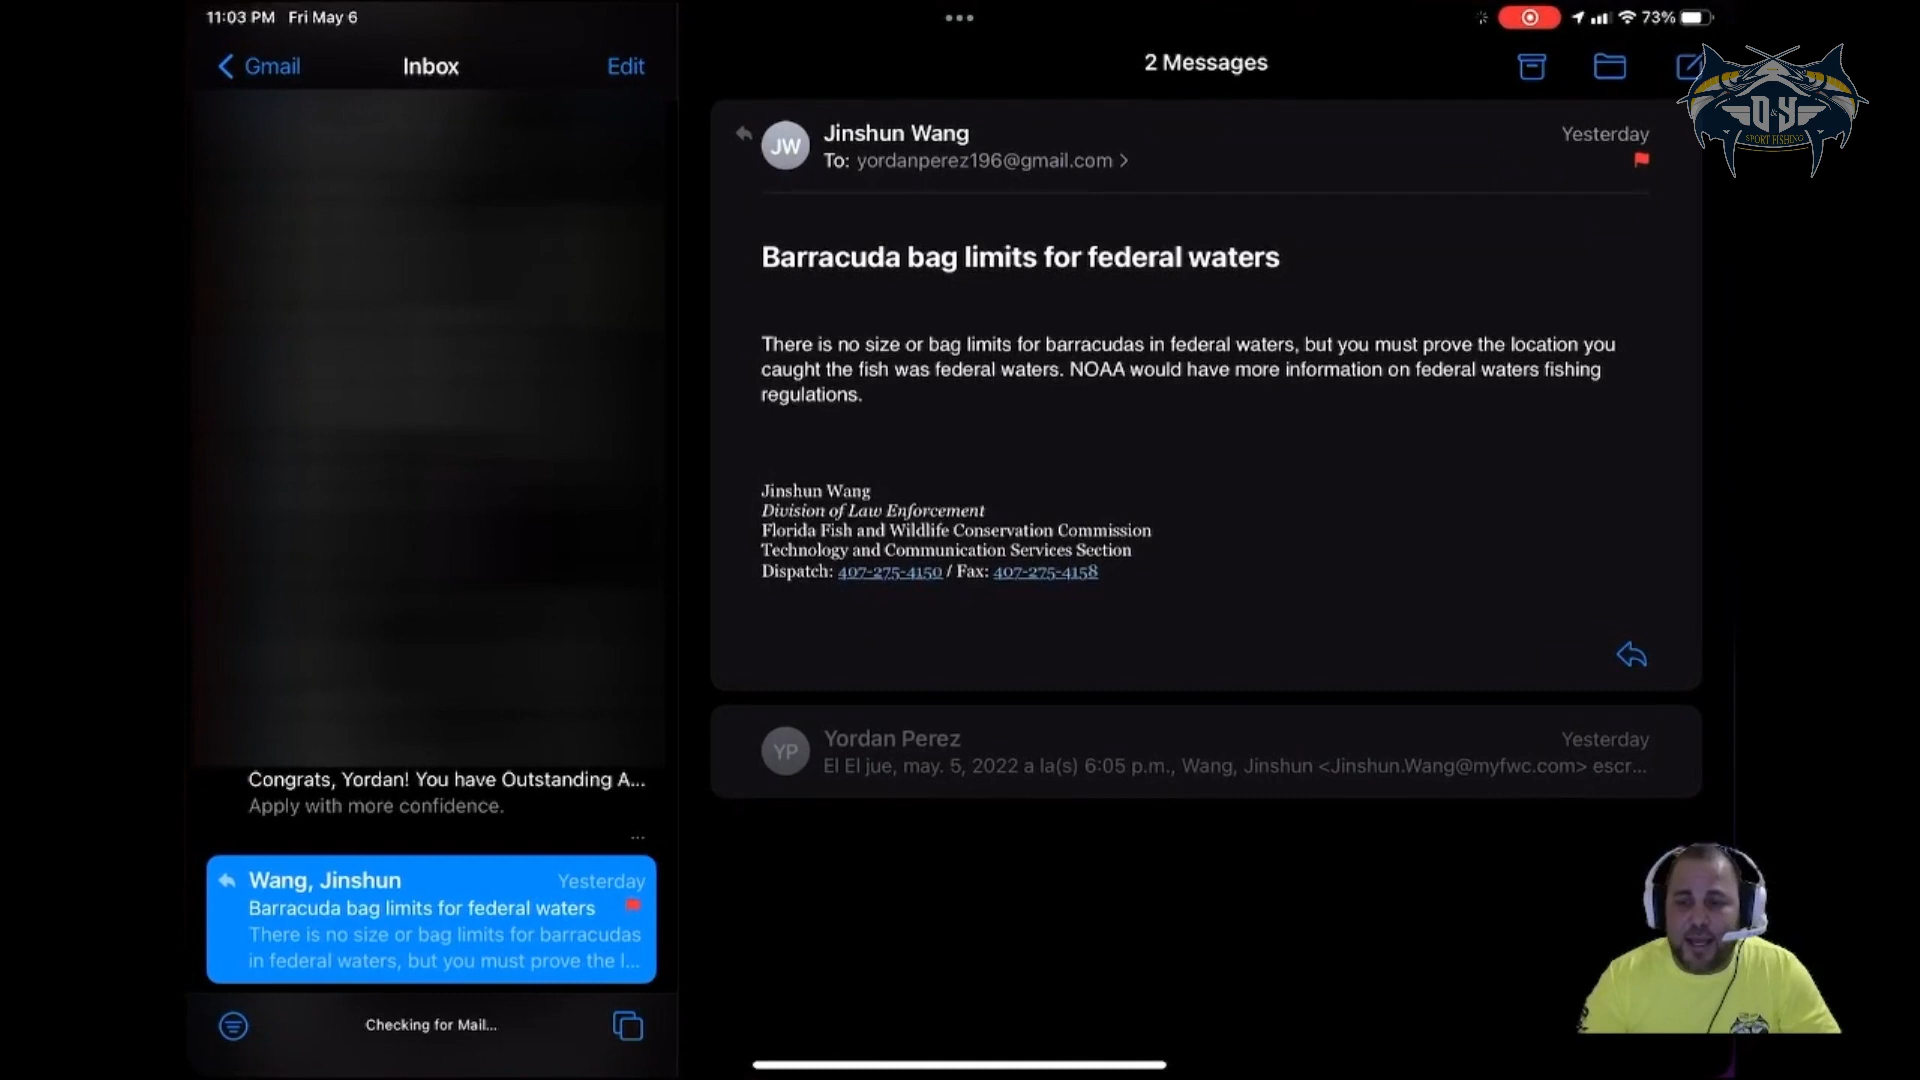 11:03 PM Fri May 6
73%
Gmail
Inbox
Edit
2 Messages
D&Y
SPORT FISHING
JW
Jinshun Wang
Yesterday
To: yordanperez196@gmail.com >
Barracuda bag limits for federal waters
There is no size or bag limits for barracudas in federal waters, but you must prove the location you
caught the fish was federal waters. NOAA would have more information on federal waters fishing
regulations.
Jinshun Wang
Division of Law Enforcement
Florida Fish and Wildlife Conservation Commission
Technology and Communication Services Section
Dispatch: 407-275-4150 / Fax: 407-275-4158
YP
Yordan Perez
Yesterday
El El jue, may. 5, 2022 a la(s) 6:05 p.m., Wang, Jinshun <Jinshun.Wang@myfwc.com> escr...
Congrats, Yordan! You have Outstanding A...
Apply with more confidence.
...
Wang, Jinshun
Yesterday
Barracuda bag limits for federal waters
There is no size or bag limits for barracudas
in federal waters, but you must prove the l...
Checking for Mail...